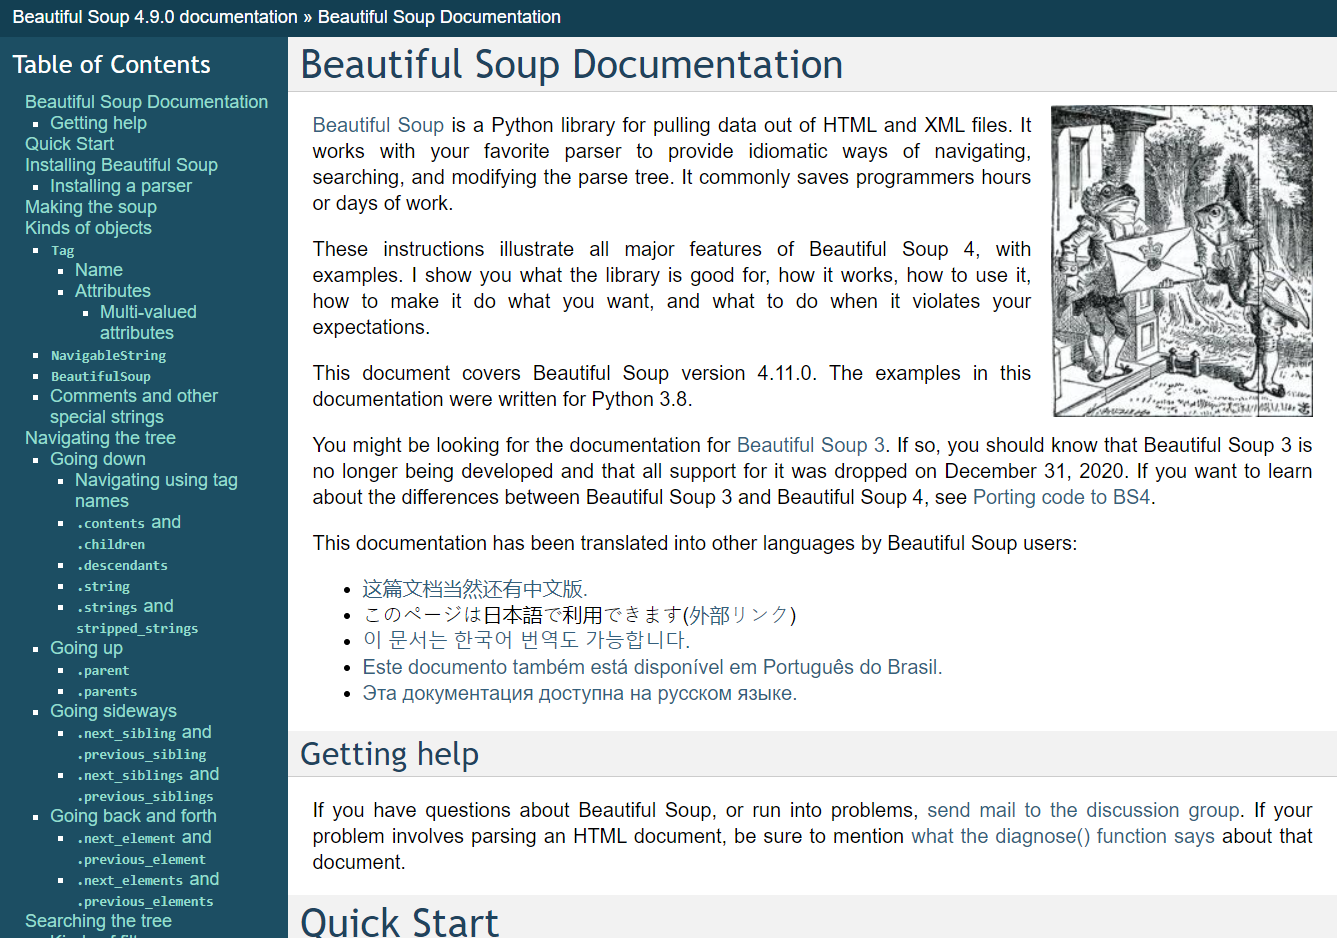 Beautiful Soup 4.9.0 documentation » Beautiful Soup Documentation
Table of Contents
Beautiful Soup Documentation
Getting help
Quick Start
Installing Beautiful Soup
Installing a parser
Making the soup
Kinds of objects
Tag
Name
Attributes
Multi-valued
attributes
NavigableString
BeautifulSoup
Comments and other
special strings
Navigating the tree
Going down
Navigating using tag
names
.contents and
.children
.descendants
.string
.strings and
stripped_strings
Going up
.parent
.parents
Going sideways
.next_sibling and
.previous_sibling
.next_siblings and
.previous_siblings
Going back and forth
.next_element and
.previous_element
.next_elements and
.previous_elements
Searching the tree
Beautiful Soup Documentation
Beautiful Soup is a Python library for pulling data out of HTML and XML files. It
works with your favorite parser to provide idiomatic ways of navigating,
searching, and modifying the parse tree. It commonly saves programmers hours
or days of work.
These instructions illustrate all major features of Beautiful Soup 4, with
examples. I show you what the library is good for, how it works, how to use it,
how to make it do what you want, and what to do when it violates your
expectations.
This document covers Beautiful Soup version 4.11.0. The examples in this
documentation were written for Python 3.8.
You might be looking for the documentation for Beautiful Soup 3. If so, you should know that Beautiful Soup 3 is
no longer being developed and that all support for it was dropped on December 31, 2020. If you want to learn
about the differences between Beautiful Soup 3 and Beautiful Soup 4, see Porting code to BS4.
This documentation has been translated into other languages by Beautiful Soup users:
这篇文档当然还有中文版.
このページは日本語で利用できます(外部リンク)
이 문서는 한국어 번역도 가능합니다.
Este documento também está disponível em Português do Brasil.
Эта документация доступна на русском языке.
Getting help
If you have questions about Beautiful Soup, or run into problems, send mail to the discussion group. If your
problem involves parsing an HTML document, be sure to mention what the diagnose() function says about that
document.
Quick Start